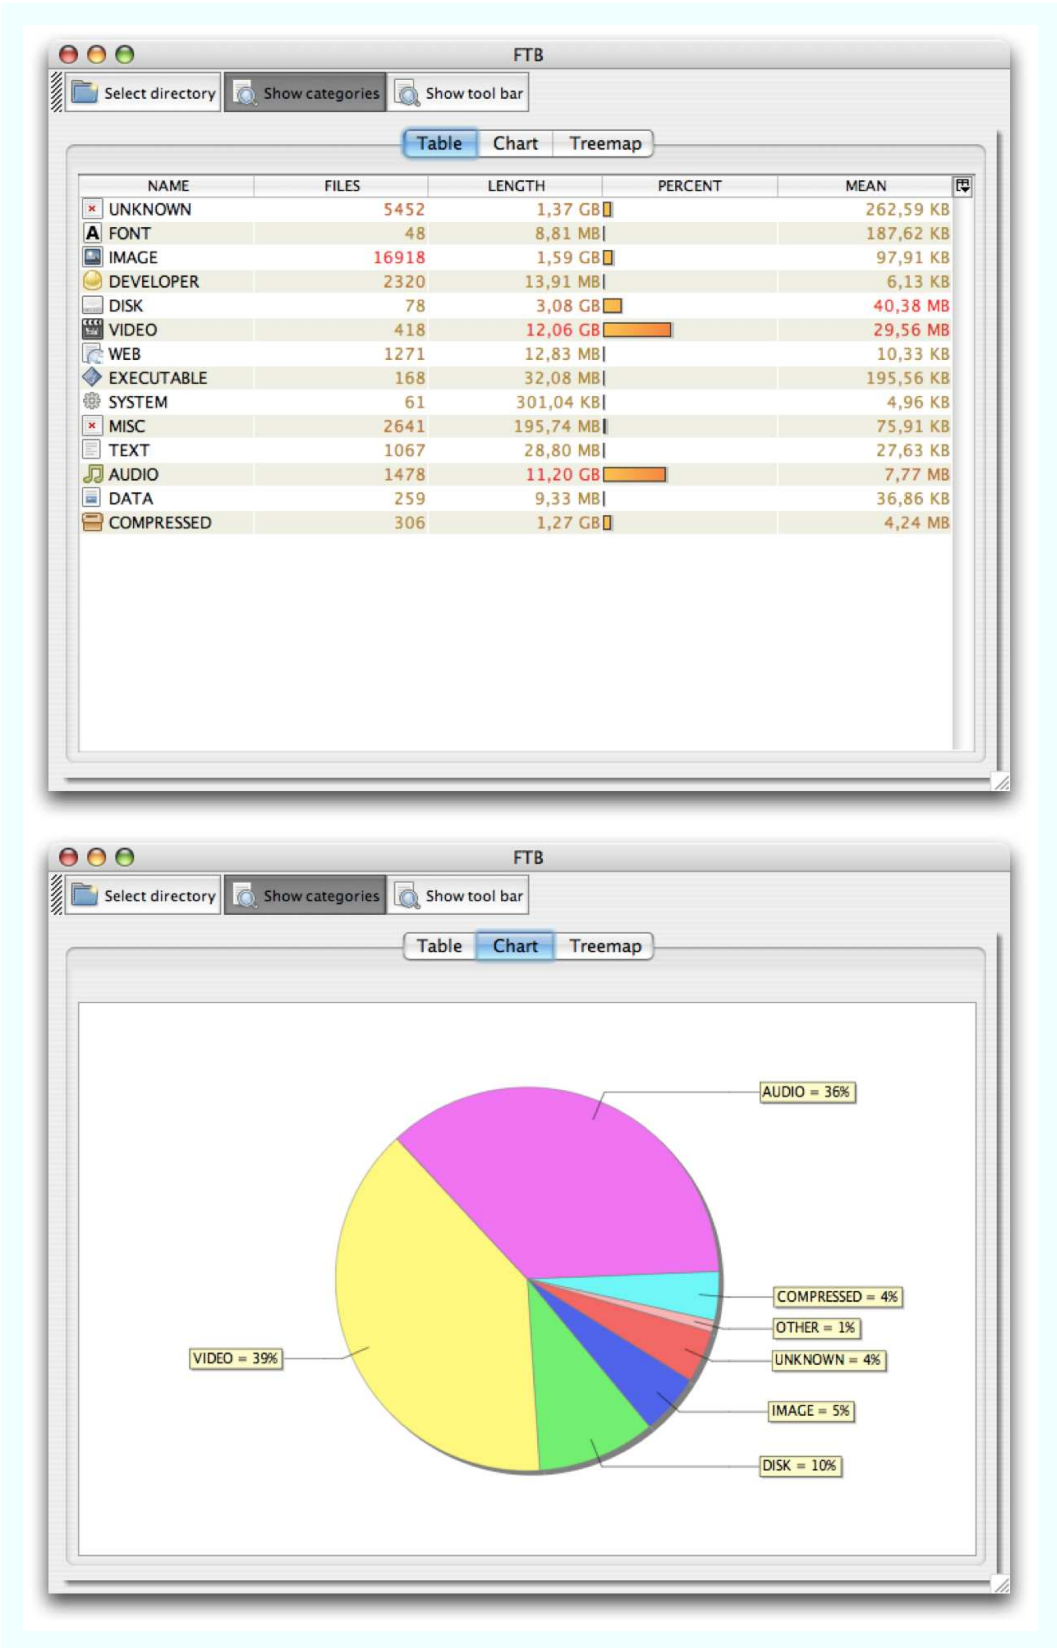 FTB
Select directory Show categories Show tool bar
Table Chart Treemap
NAME FILES LENGTH PERCENT MEAN
UNKNOWN 5452 1,37 GB 262,59 KB
A FONT 48 8,81 MB 187,62 KB
IMAGE 16918 1,59 GB 97,91 KB
DEVELOPER 2320 13,91 MB 6,13 KB
DISK 78 3,08 GB 40,38 MB
VIDEO 418 12,06 GB 29,56 MB
WEB 1271 12,83 MB 10,33 KB
EXECUTABLE 168 32,08 MB 195,56 KB
SYSTEM 61 301,04 KB 4,96 KB
MISC 2641 195,74 MB 75,91 KB
TEXT 1067 28,80 MB 27,63 KB
AUDIO 1478 11,20 GB 7,77 MB
DATA 259 9,33 MB 36,86 KB
COMPRESSED 306 1,27 GB 4,24 MB
FTB
Select directory Show categories Show tool bar
Table Chart Treemap
AUDIO = 36%
COMPRESSED = 4%
OTHER = 1%
UNKNOWN = 4%
VIDEO = 39%
IMAGE = 5%
DISK = 10%